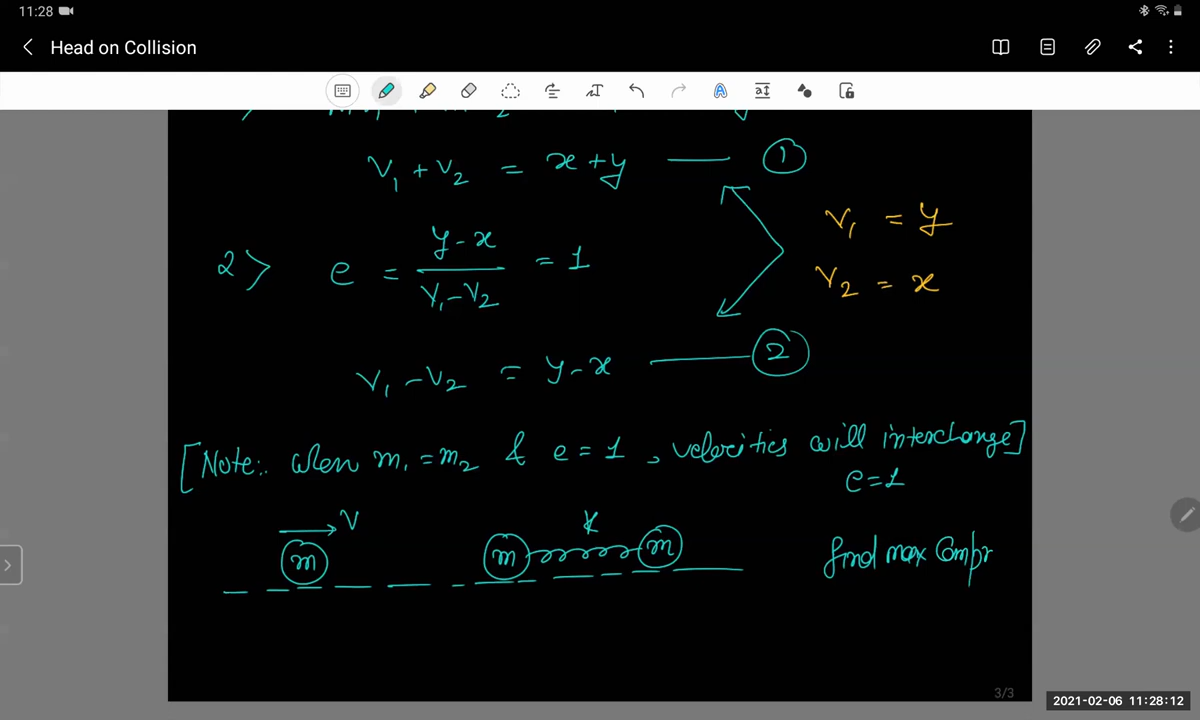 11:28
Head on Collision
V₁ + V₂ = x + y —— ①
V₁ = y
2> e = (y - x) / (V₁ - V₂) = 1
V₂ = x
V₁ - V₂ = y - x —— ②
[Note:. when m₁ = m₂ & e = 1, velocities will interchange]
e = 1
V
K
m m m
find max Compr
3/3
2021-02-06 11:28:12